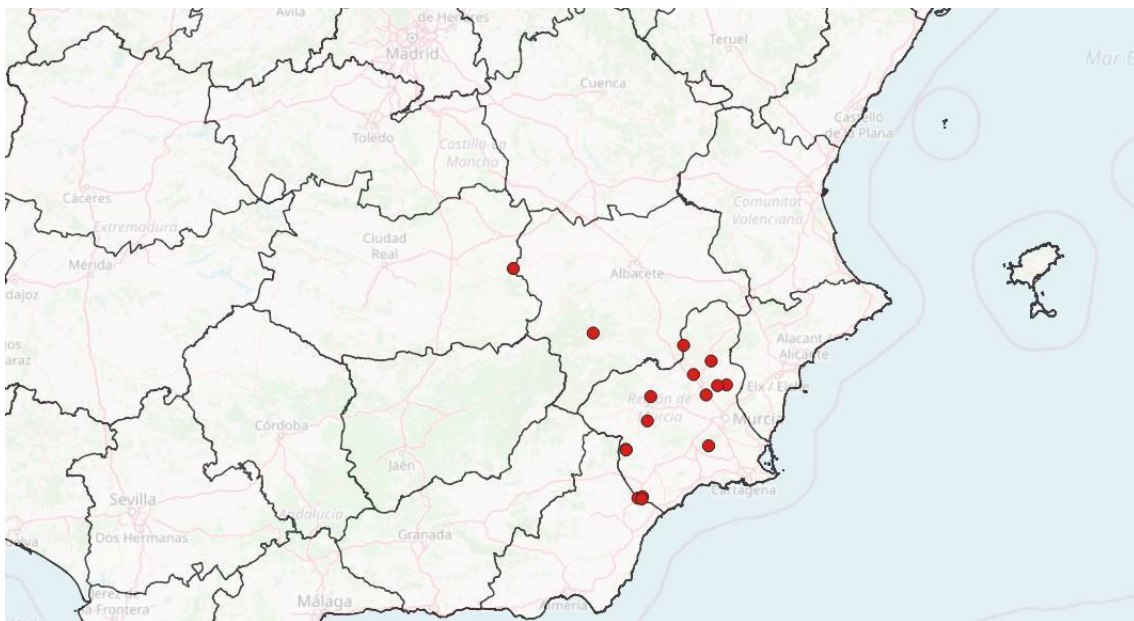 Ávila
de Henares
Madrid
Teruel
Cuenca
Castelló
de la Plana
Toledo
Castilla-La
Mancha
Cáceres
Extremadura
Comunitat
Valenciana
Ciudad
Real
Mérida
Albacete
Alacant /
Alicante
Elx / Elche
Región de
Murcia
Murcia
Córdoba
Jaén
Cartagena
Sevilla
Dos Hermanas
Andalucía
Granada
Jerez de
la Frontera
Málaga
Almería